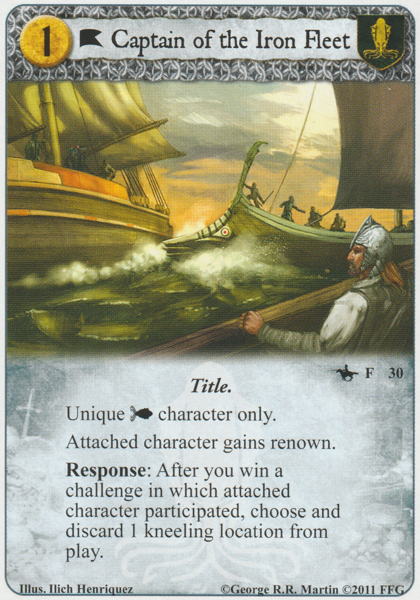 1 Captain of the Iron Fleet
F 30
Title.
Unique character only.
Attached character gains renown.
Response: After you win a
challenge in which attached
character participated, choose and
discard 1 kneeling location from
play.
Illus. Ilich Henriquez ©George R.R. Martin ©2011 FFG